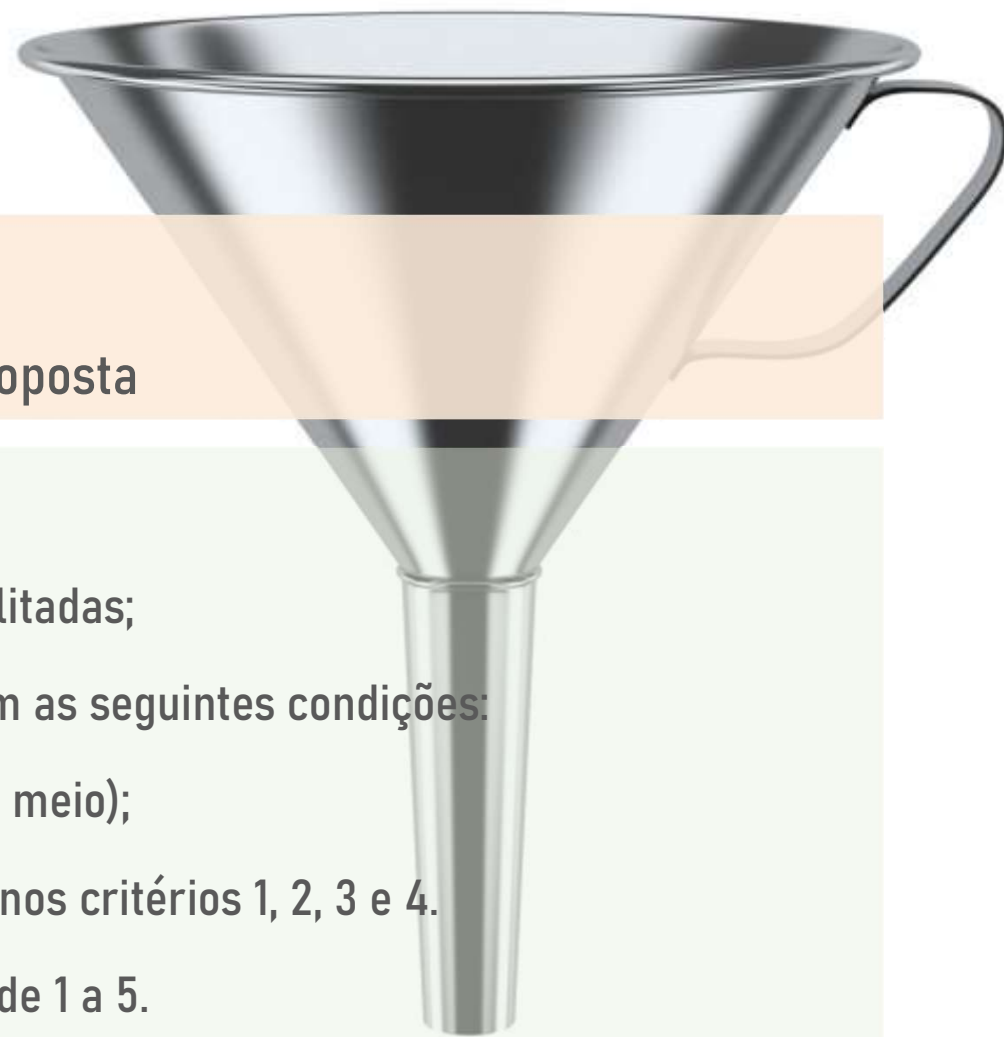 oposta
litadas;
m as seguintes condições:
meio);
nos critérios 1, 2, 3 e 4.
de 1 a 5.